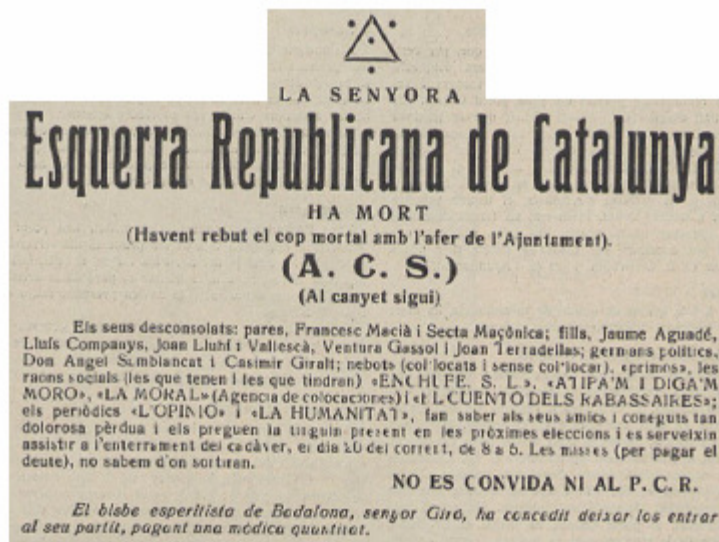 LA SENYORA
Esquerra Republicana de Catalunya
HA MORT
(Havent rebut el cop mortal amb l'afer de l'Ajuntament).
(A. C. S.)
(Al canyet sigui)
Els seus desconsolats: pares, Francesc Macià i Secta Maçònica; fills, Jaume Aguadé,
Lluís Companys, Joan Lluhí i Vallescà, Ventura Gassol i Joan Terradellas; germans polítics,
Don Angel Samblancat i Casimir Giralt; nebots (col·locats i sense col·locar), «primos», les
raons socials (les que tenen i les que tindran) «ENCHUFE, S. L.», «ATIPA'M I DIGA'M
MORO», «LA MORAL» (Agencia de colocaciones) i «EL CUENTO DELS RABASSAIRES»;
els periòdics «L'OPINIO» i «LA HUMANITAT», fan saber als seus amics i coneguts tan
dolorosa pèrdua i els preguen la tinguin present en les pròximes eleccions i es serveixin
assistir a l'enterrament del cadàver, el dia 20 del corrent, de 8 a 5. Les misses (per pagar el
deute), no sabem d'on sortiran.
NO ES CONVIDA NI AL P. C. R.
El bisbe esperitista de Badalona, senyor Giró, ha concedit deixar los entrar
al seu partit, pagant una mòdica quantitat.